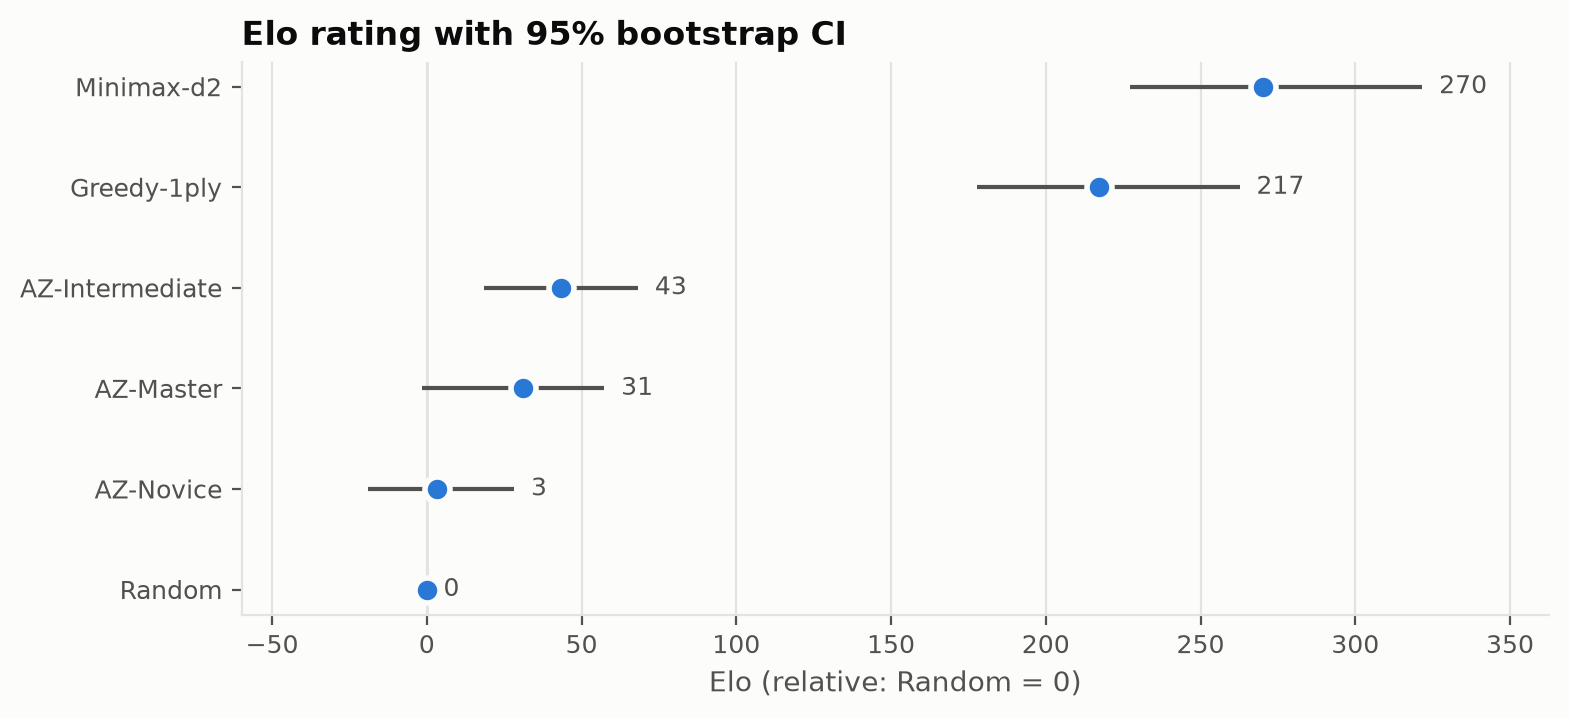 Elo rating with 95% bootstrap CI
Minimax-d2
270
Greedy-1ply
217
AZ-Intermediate
43
AZ-Master
31
AZ-Novice
3
Random
0
−50 0 50 100 150 200 250 300 350
Elo (relative: Random = 0)